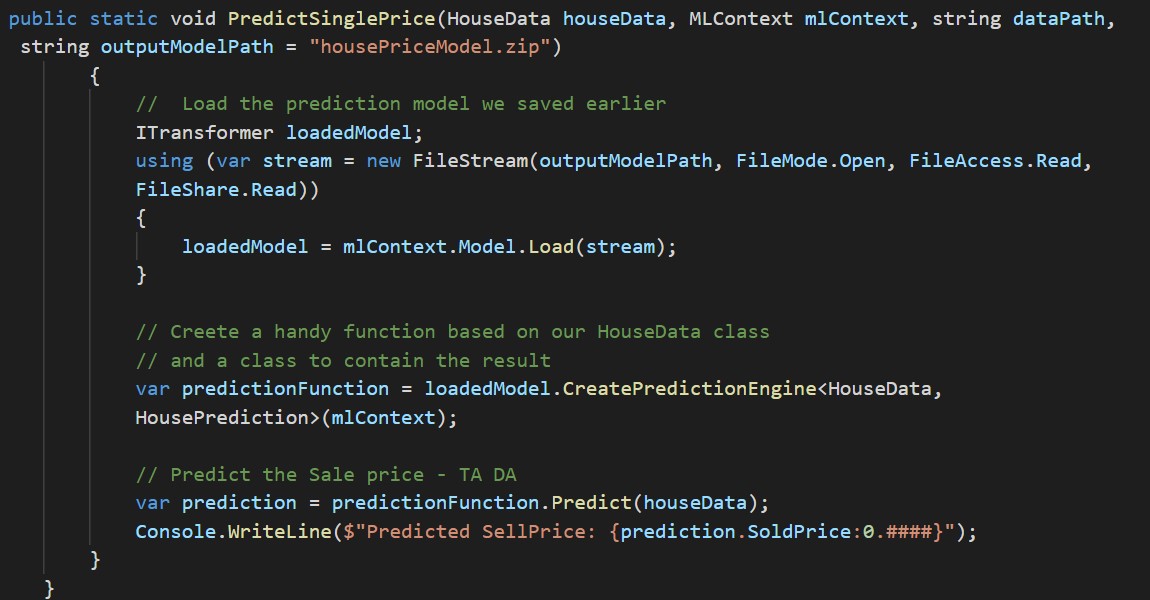 public static void PredictSinglePrice(HouseData houseData, MLContext mlContext, string dataPath,
string outputModelPath = "housePriceModel.zip")
{
//  Load the prediction model we saved earlier
ITransformer loadedModel;
using (var stream = new FileStream(outputModelPath, FileMode.Open, FileAccess.Read,
FileShare.Read))
{
loadedModel = mlContext.Model.Load(stream);
}
// Creete a handy function based on our HouseData class
// and a class to contain the result
var predictionFunction = loadedModel.CreatePredictionEngine<HouseData,
HousePrediction>(mlContext);
// Predict the Sale price - TA DA
var prediction = predictionFunction.Predict(houseData);
Console.WriteLine($"Predicted SellPrice: {prediction.SoldPrice:0.####}");
}
}